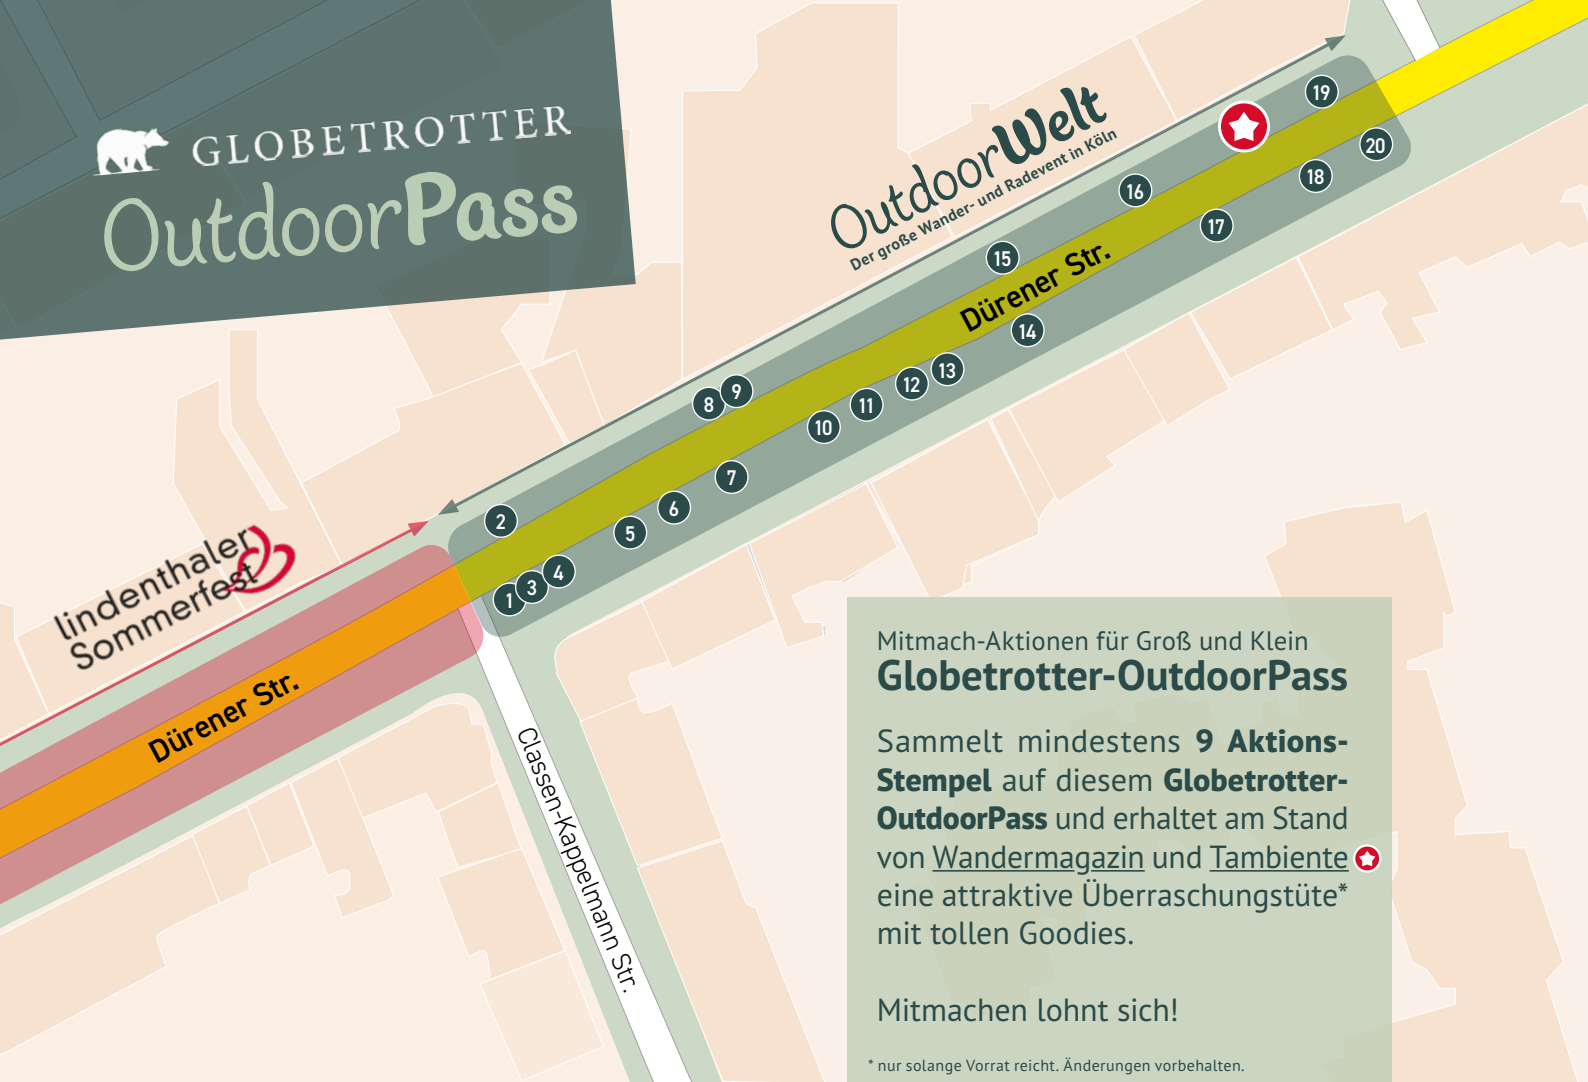 GLOBETROTTER
OutdoorPass
OutdoorWelt
Der große Wander- und Radevent in Köln
19
20
18
16
17
15
Dürener Str.
14
13
12
11
10
9
8
7
6
5
2
4
3
1
lindenthaler
Sommerfest
Dürener Str.
Classen-Kappelmann Str.
Mitmach-Aktionen für Groß und Klein
Globetrotter-OutdoorPass
Sammelt mindestens 9 Aktions-
Stempel auf diesem Globetrotter-
OutdoorPass und erhaltet am Stand
von Wandermagazin und Tambiente
eine attraktive Überraschungstüte*
mit tollen Goodies.
Mitmachen lohnt sich!
* nur solange Vorrat reicht. Änderungen vorbehalten.